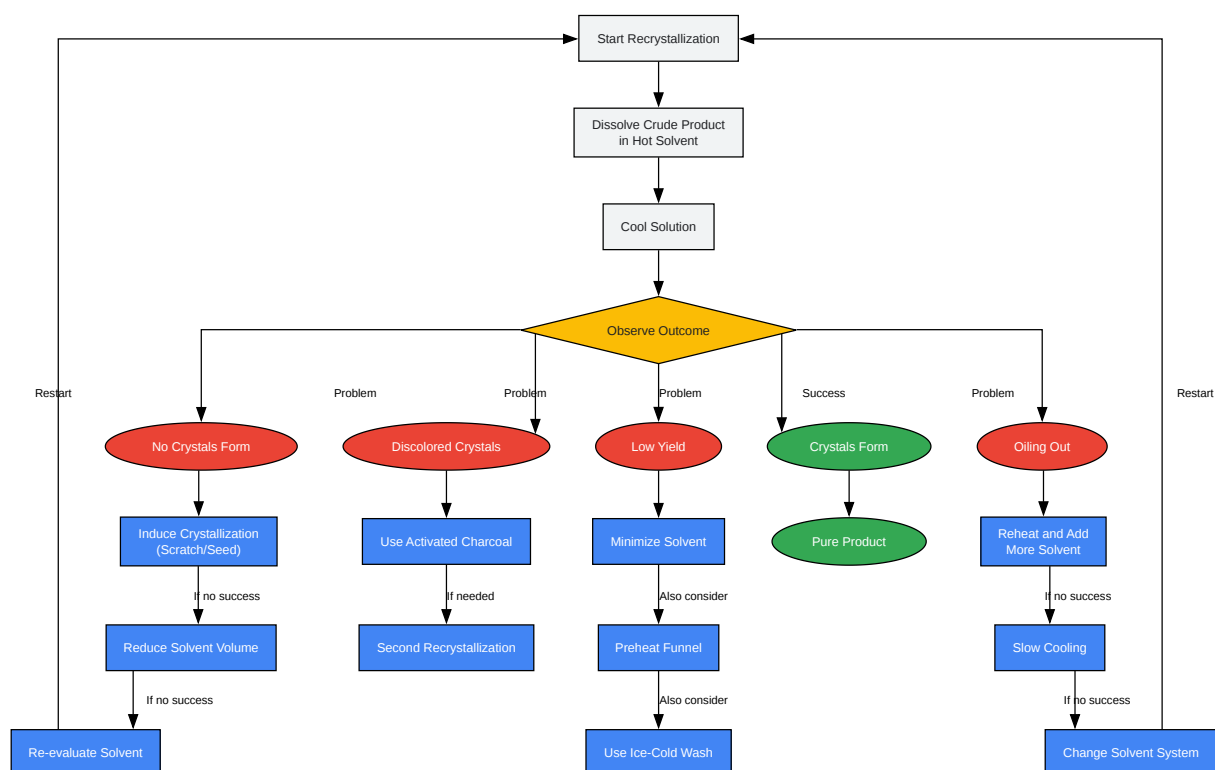 Start Recrystallization
Dissolve Crude Product
in Hot Solvent
Cool Solution
Observe Outcome
Restart
Problem
Problem
Problem
Success
Problem
Restart
No Crystals Form
Discolored Crystals
Low Yield
Crystals Form
Oiling Out
Induce Crystallization
(Scratch/Seed)
Use Activated Charcoal
Minimize Solvent
Pure Product
Reheat and Add
More Solvent
If no success
If needed
Also consider
If no success
Reduce Solvent Volume
Second Recrystallization
Preheat Funnel
Slow Cooling
If no success
Also consider
If no success
Re-evaluate Solvent
Use Ice-Cold Wash
Change Solvent System